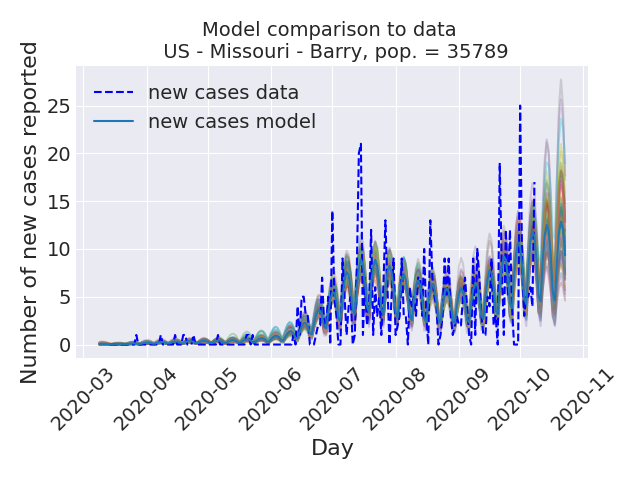 Model comparison to data
US - Missouri - Barry, pop. = 35789
Number of new cases reported
25
20
15
10
5
0
new cases data
new cases model
2020-03
2020-04
2020-05
2020-06
2020-07
2020-08
2020-09
2020-10
2020-11
Day